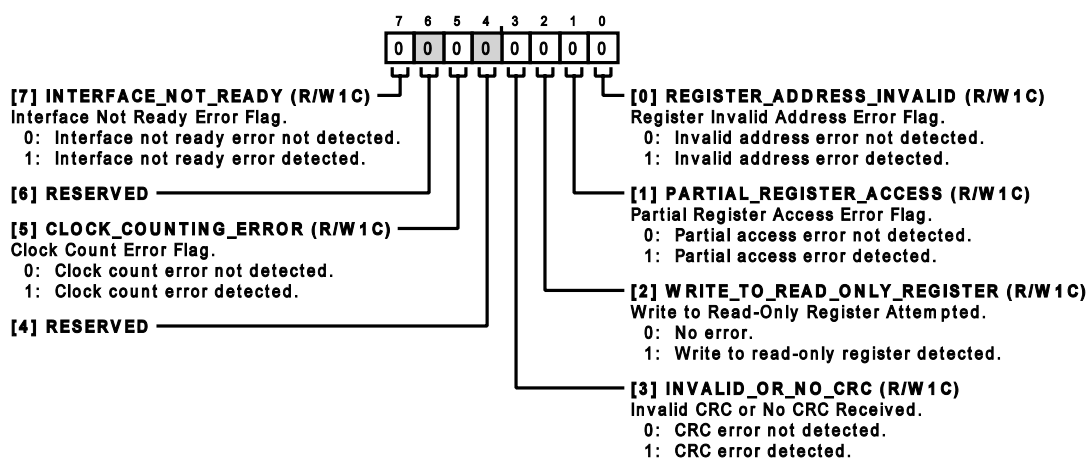 7 6 5 4 3 2 1 0
0 0 0 0 0 0 0 0
[7] INTERFACE_NOT_READY (R/W1C)
Interface Not Ready Error Flag.
0: Interface not ready error not detected.
1: Interface not ready error detected.
[6] RESERVED
[5] CLOCK_COUNTING_ERROR (R/W1C)
Clock Count Error Flag.
0: Clock count error not detected.
1: Clock count error detected.
[4] RESERVED
[0] REGISTER_ADDRESS_INVALID (R/W1C)
Register Invalid Address Error Flag.
0: Invalid address error not detected.
1: Invalid address error detected.
[1] PARTIAL_REGISTER_ACCESS (R/W1C)
Partial Register Access Error Flag.
0: Partial access error not detected.
1: Partial access error detected.
[2] WRITE_TO_READ_ONLY_REGISTER (R/W1C)
Write to Read-Only Register Attempted.
0: No error.
1: Write to read-only register detected.
[3] INVALID_OR_NO_CRC (R/W1C)
Invalid CRC or No CRC Received.
0: CRC error not detected.
1: CRC error detected.